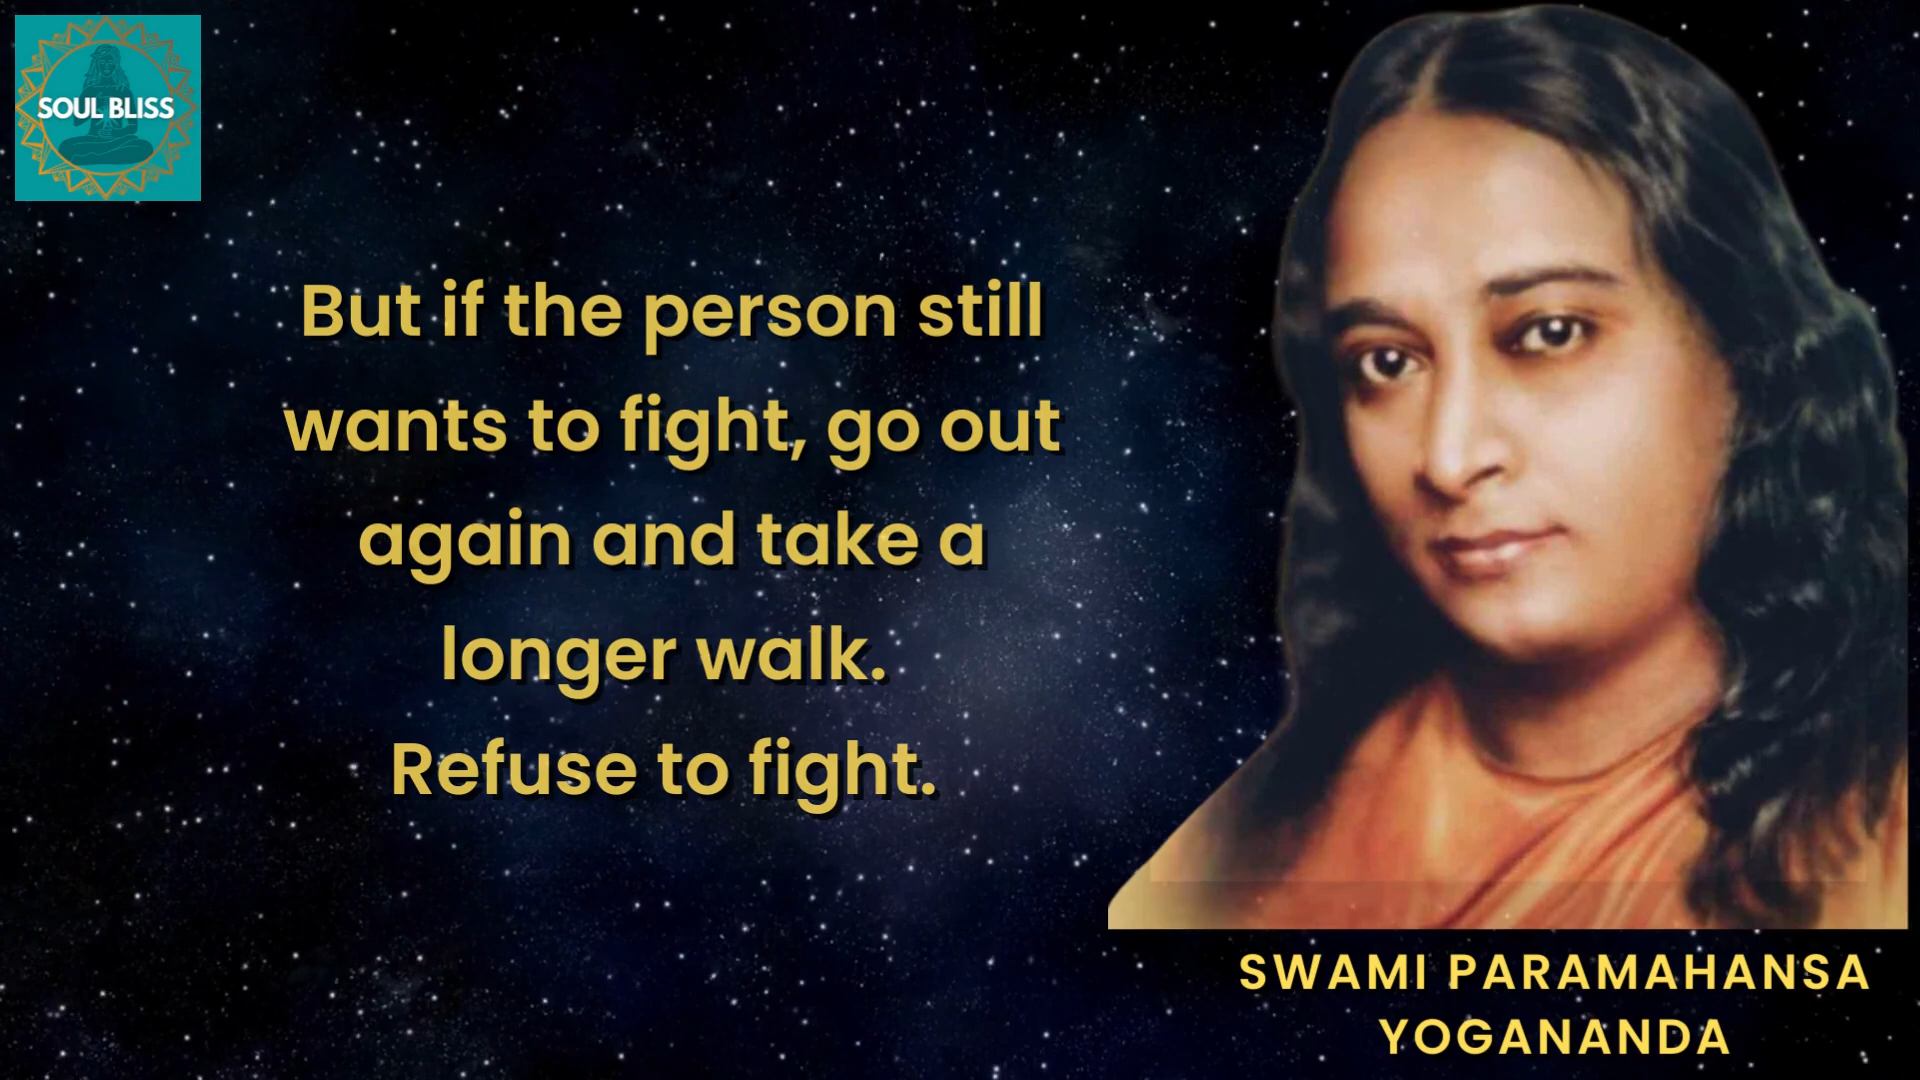 SOUL BLISS
But if the person still
wants to fight, go out
again and take a
longer walk.
Refuse to fight.
SWAMI PARAMAHANSA
YOGANANDA